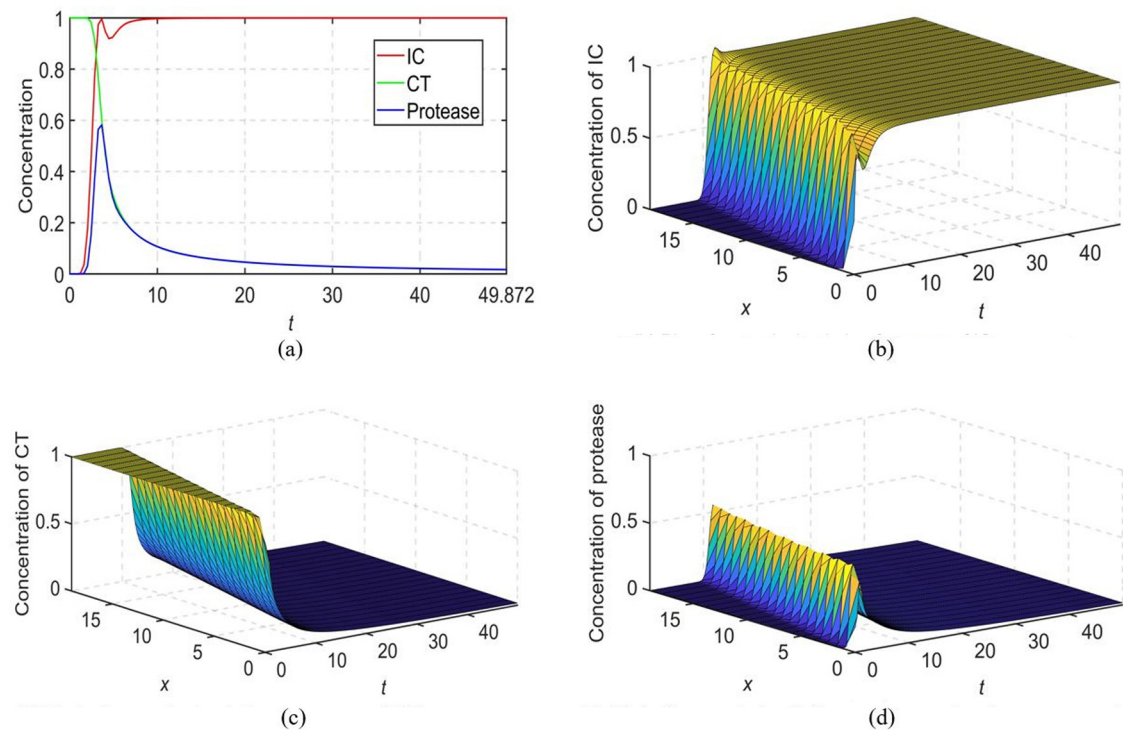 1
0.8
0.6
0.4
0.2
0
Concentration
IC
CT
Protease
0 10 20 30 40 49.872
t
(a)
Concentration of IC
1
0.5
0
15 10 5 0
x
0 10 20 30 40
t
(b)
Concentration of CT
1
0.5
0
15 10 5 0
x
0 10 20 30 40
t
(c)
Concentration of protease
1
0.5
0
15 10 5 0
x
0 10 20 30 40
t
(d)